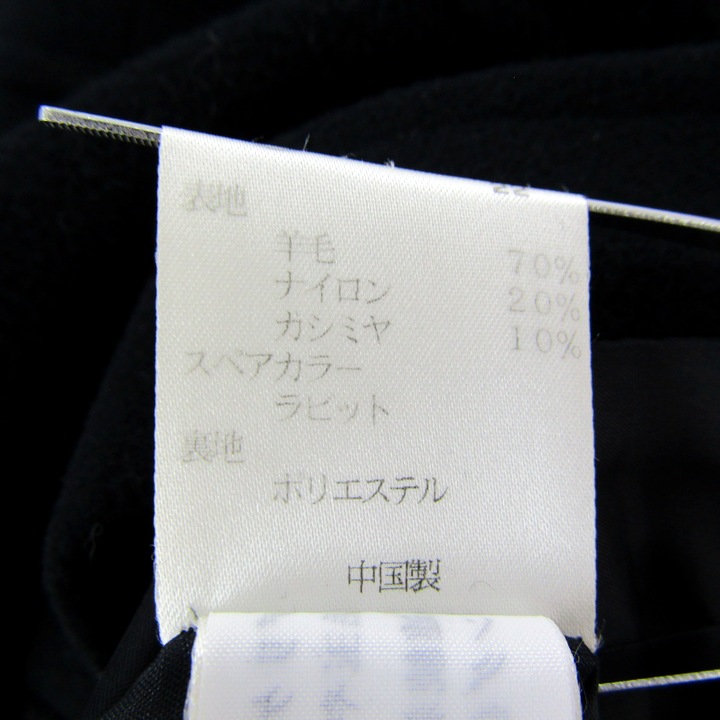 表地
羊毛 70%
ナイロン 20%
カシミヤ 10%
スペアカラー
ラビット
裏地
ポリエステル
中国製